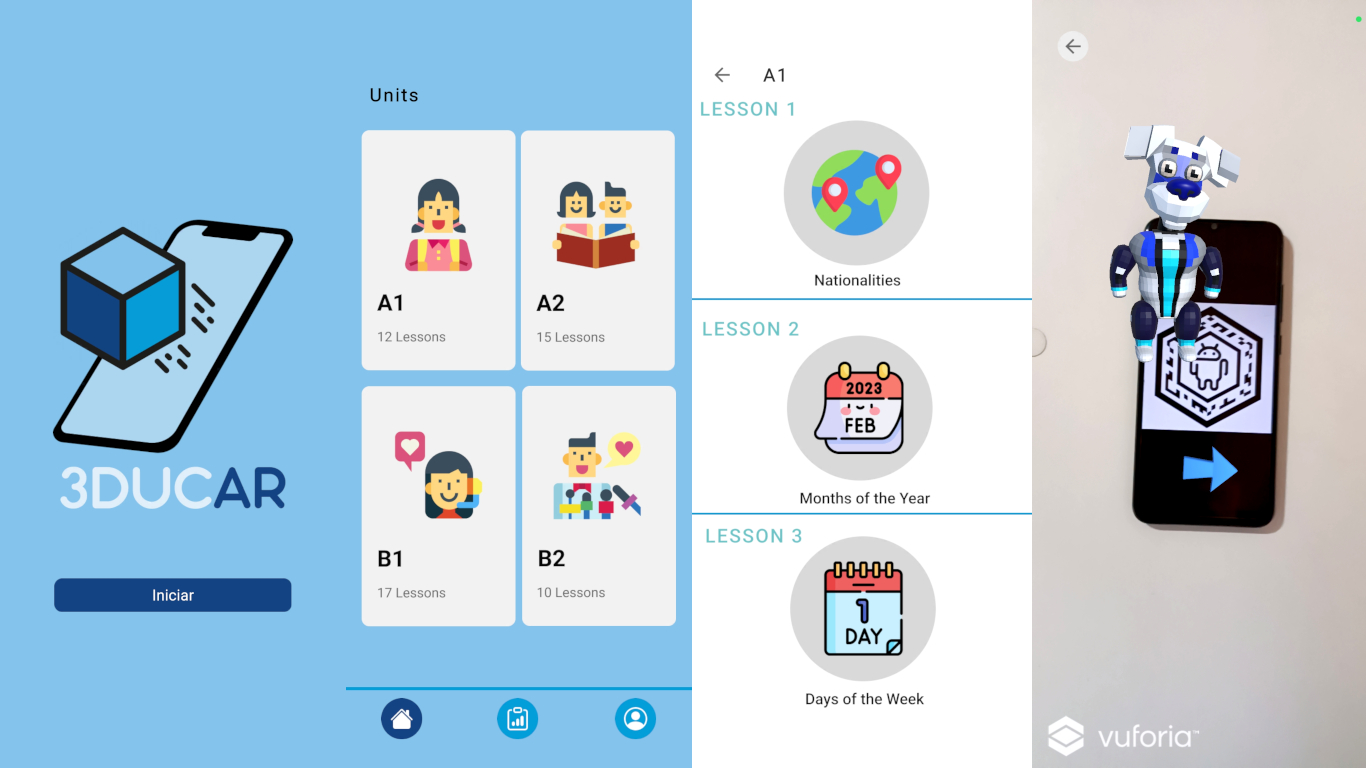 3DUCAR
Iniciar
Units
A1
12 Lessons
A2
15 Lessons
B1
17 Lessons
B2
10 Lessons
A1
LESSON 1
Nationalities
LESSON 2
2023
FEB
Months of the Year
LESSON 3
1
DAY
Days of the Week
vuforia™